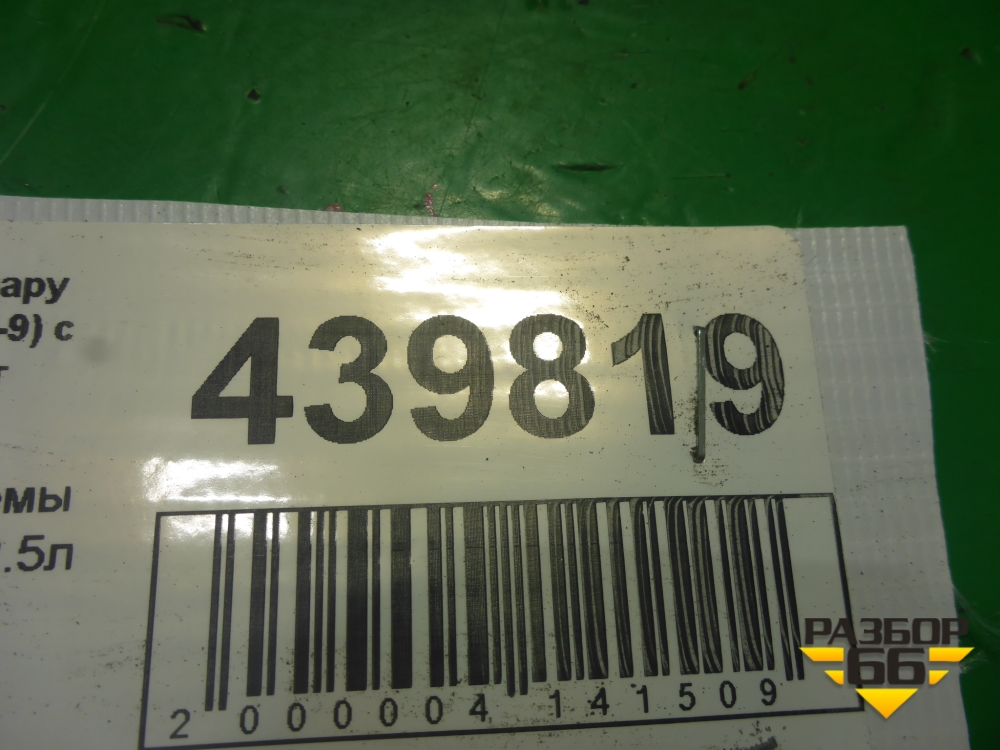 ару
-9) с
439819
емы
.5л
2 000004 141509
РАЗБОР
66